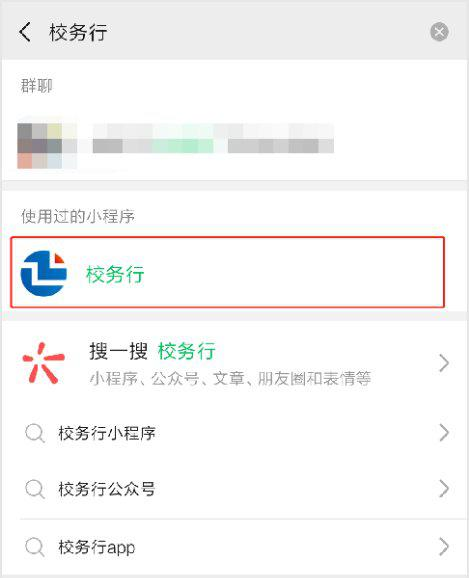 校务行
群聊
使用过的小程序
校务行
搜一搜 校务行
小程序、公众号、文章、朋友圈和表情等
校务行小程序
校务行公众号
校务行app